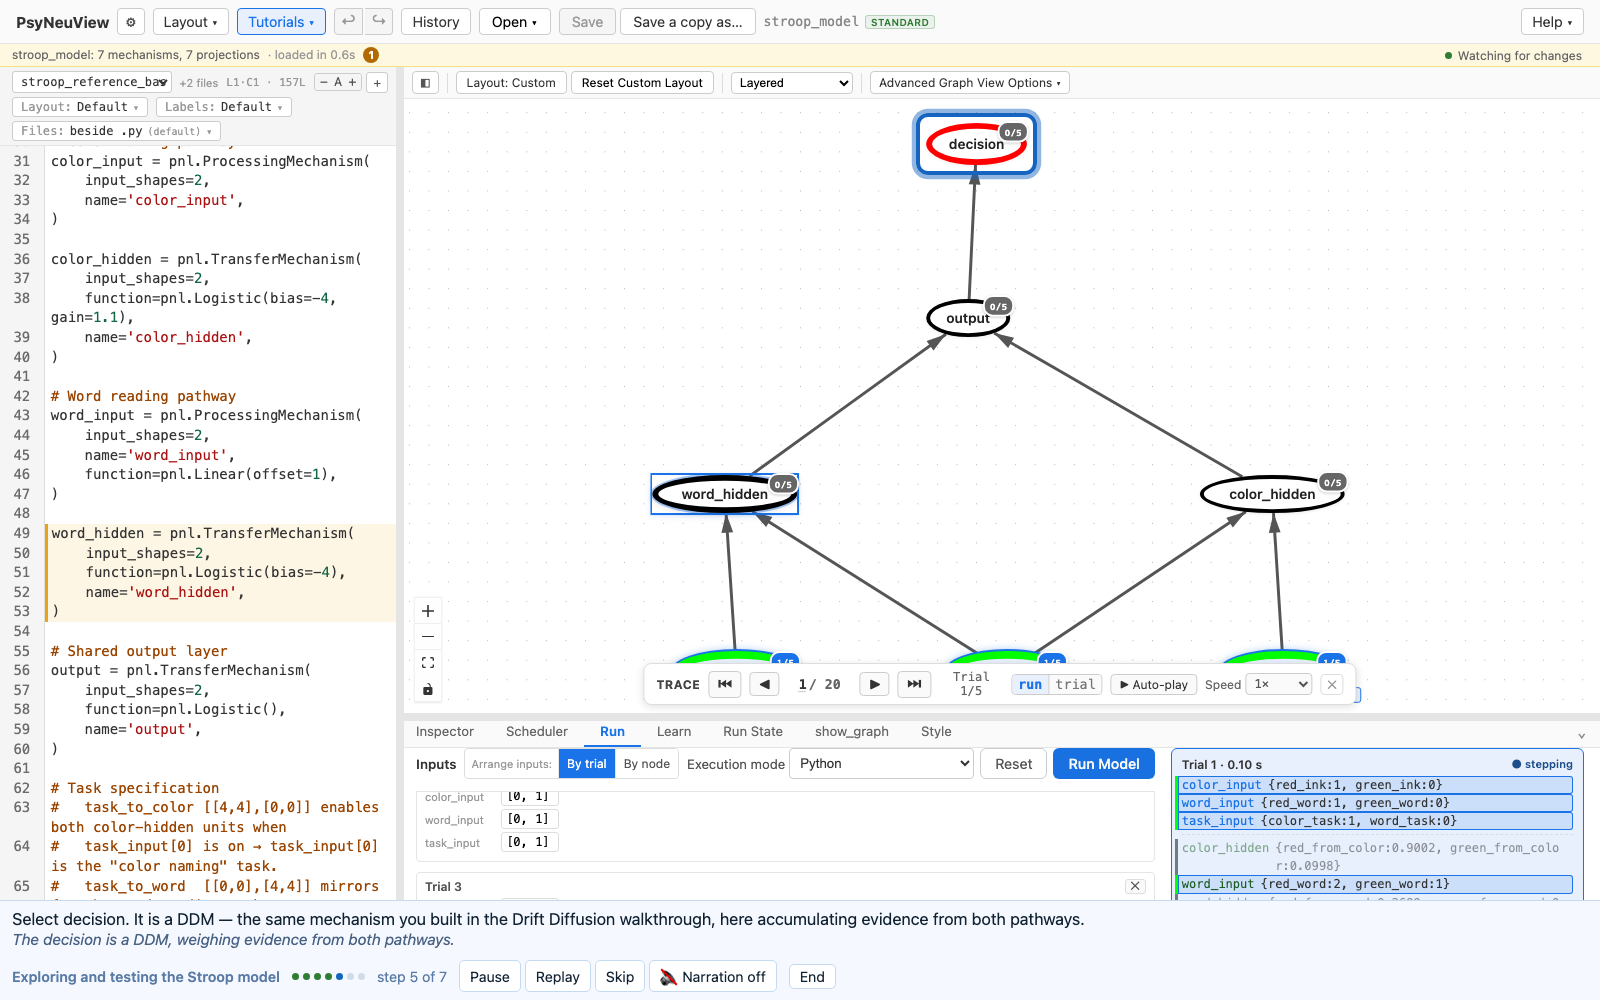 PsyNeuView ⚙ Layout ▾ Tutorials ▾ ↩ ↪ History Open ▾ Save Save a copy as... stroop_model STANDARD Help ▾
stroop_model: 7 mechanisms, 7 projections · loaded in 0.6s 1 Watching for changes
stroop_reference_bas +2 files L1·C1 · 157L − A + +
Layout: Default ▾ Labels: Default ▾
Files: beside .py (default) ▾
31 color_input = pnl.ProcessingMechanism(
32 input_shapes=2,
33 name='color_input',
34 )
35
36 color_hidden = pnl.TransferMechanism(
37 input_shapes=2,
38 function=pnl.Logistic(bias=-4,
gain=1.1),
39 name='color_hidden',
40 )
41
42 # Word reading pathway
43 word_input = pnl.ProcessingMechanism(
44 input_shapes=2,
45 name='word_input',
46 function=pnl.Linear(offset=1),
47 )
48
49 word_hidden = pnl.TransferMechanism(
50 input_shapes=2,
51 function=pnl.Logistic(bias=-4),
52 name='word_hidden',
53 )
54
55 # Shared output layer
56 output = pnl.TransferMechanism(
57 input_shapes=2,
58 function=pnl.Logistic(),
59 name='output',
60 )
61
62 # Task specification
63 # task_to_color [[4,4],[0,0]] enables
both color-hidden units when
64 # task_input[0] is on → task_input[0]
is the "color naming" task.
65 # task_to_word [[0,0],[4,4]] mirrors
Layout: Custom Reset Custom Layout Layered Advanced Graph View Options ▾
decision 0/5
output 0/5
word_hidden 0/5
color_hidden 0/5
1/5 1/5 1/5
TRACE ⏮ ◀ 1 / 20 ▶ ⏭ Trial 1/5 run trial ▶ Auto-play Speed 1× ✕
Inspector Scheduler Run Learn Run State show_graph Style
Inputs Arrange inputs: By trial By node Execution mode Python Reset Run Model
color_input [0, 1]
word_input [0, 1]
task_input [0, 1]
Trial 3 ✕
Trial 1 · 0.10 s stepping
color_input {red_ink:1, green_ink:0}
word_input {red_word:1, green_word:0}
task_input {color_task:1, word_task:0}
color_hidden {red_from_color:0.9002, green_from_colo
r:0.0998}
word_input {red_word:2, green_word:1}
Select decision. It is a DDM — the same mechanism you built in the Drift Diffusion walkthrough, here accumulating evidence from both pathways.
The decision is a DDM, weighing evidence from both pathways.
Exploring and testing the Stroop model step 5 of 7 Pause Replay Skip Narration off End